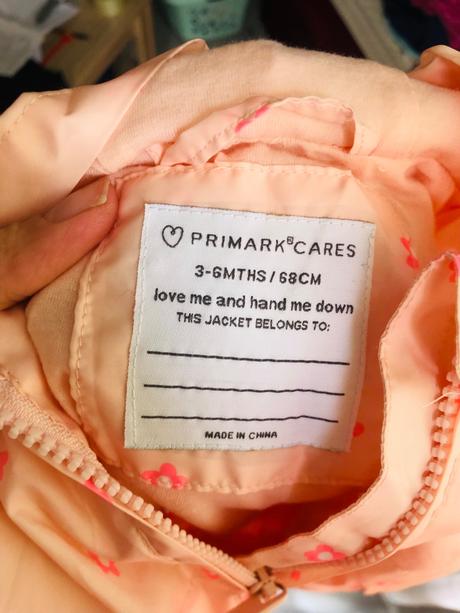 PRIMARK®CARES
3-6MTHS/68CM
love me and hand me down
THIS JACKET BELONGS TO:
MADE IN CHINA